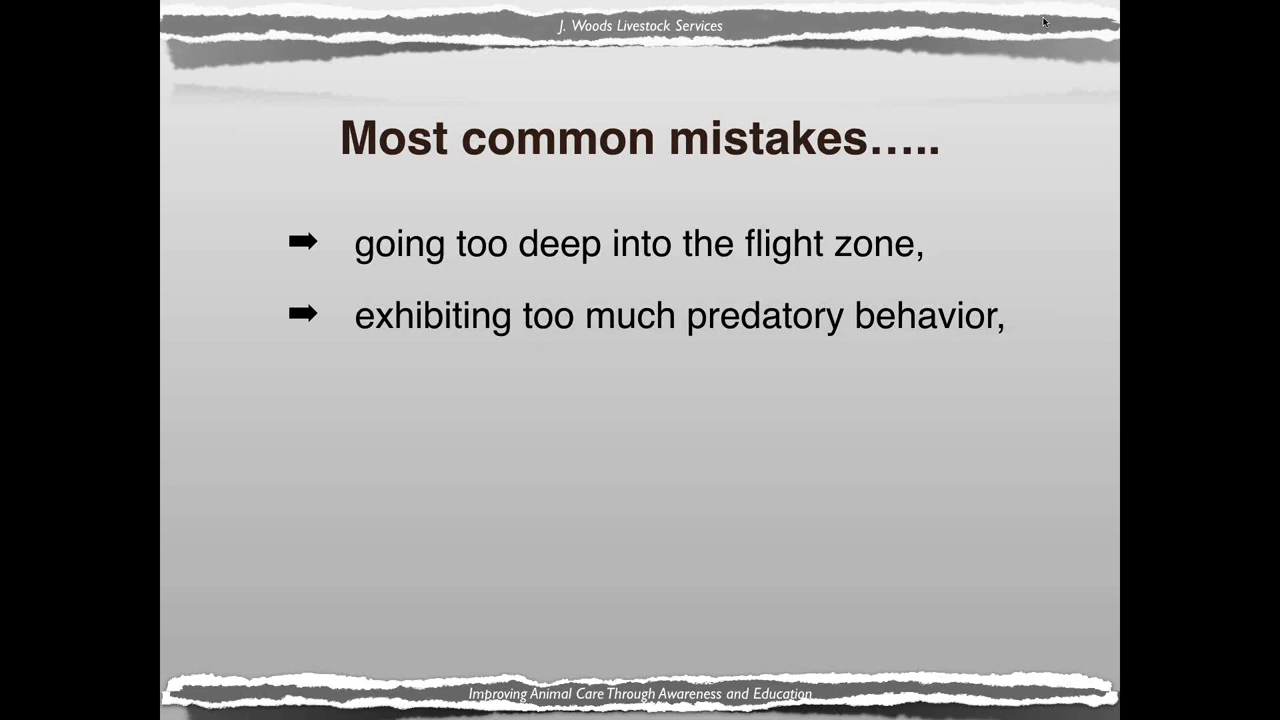 J. Woods Livestock Services
Most common mistakes…..
➡ going too deep into the flight zone,
➡ exhibiting too much predatory behavior,
Improving Animal Care Through Awareness and Education